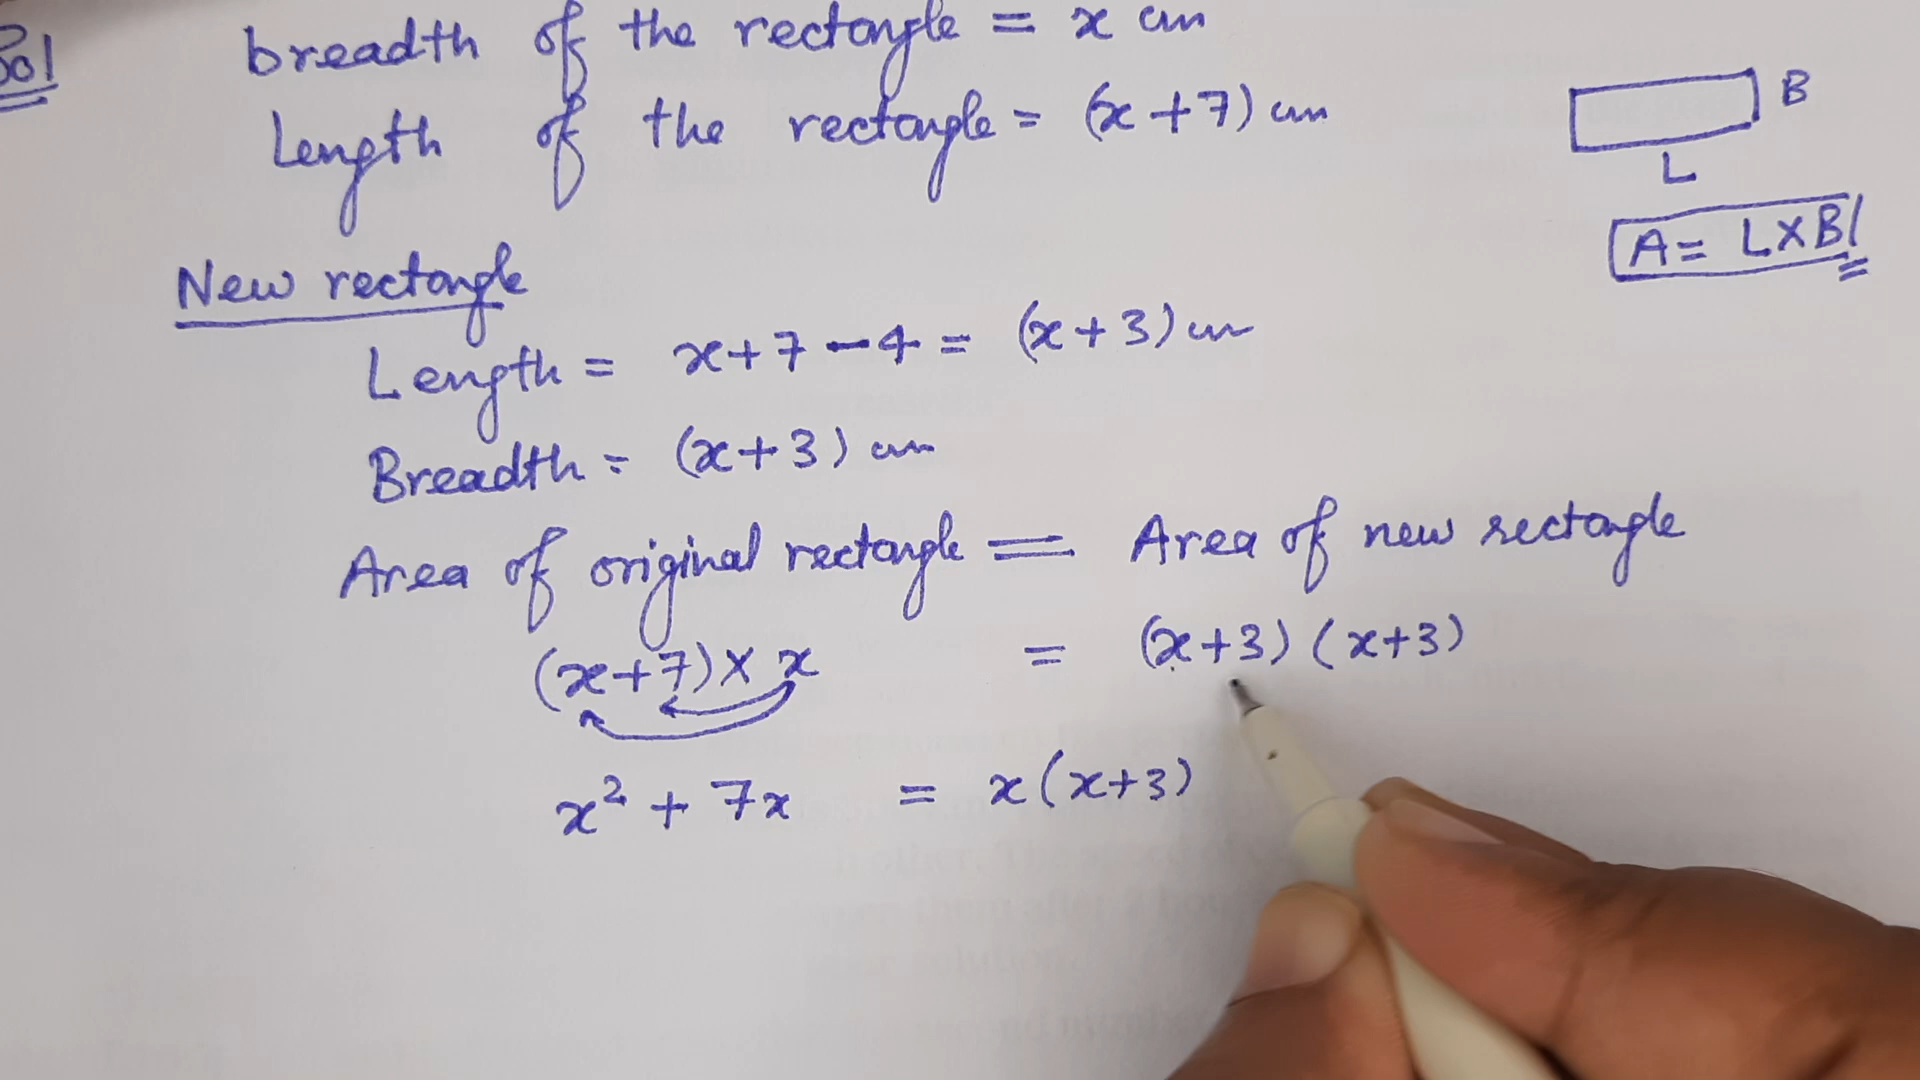 Sol
breadth of the rectangle = x cm
Length of the rectangle = (x+7) cm
B
L
A = L×B
New rectangle
Length = x+7-4 = (x+3) cm
Breadth = (x+3) cm
Area of original rectangle = Area of new rectangle
(x+7)× x = (x+3)(x+3)
x² + 7x = x(x+3)